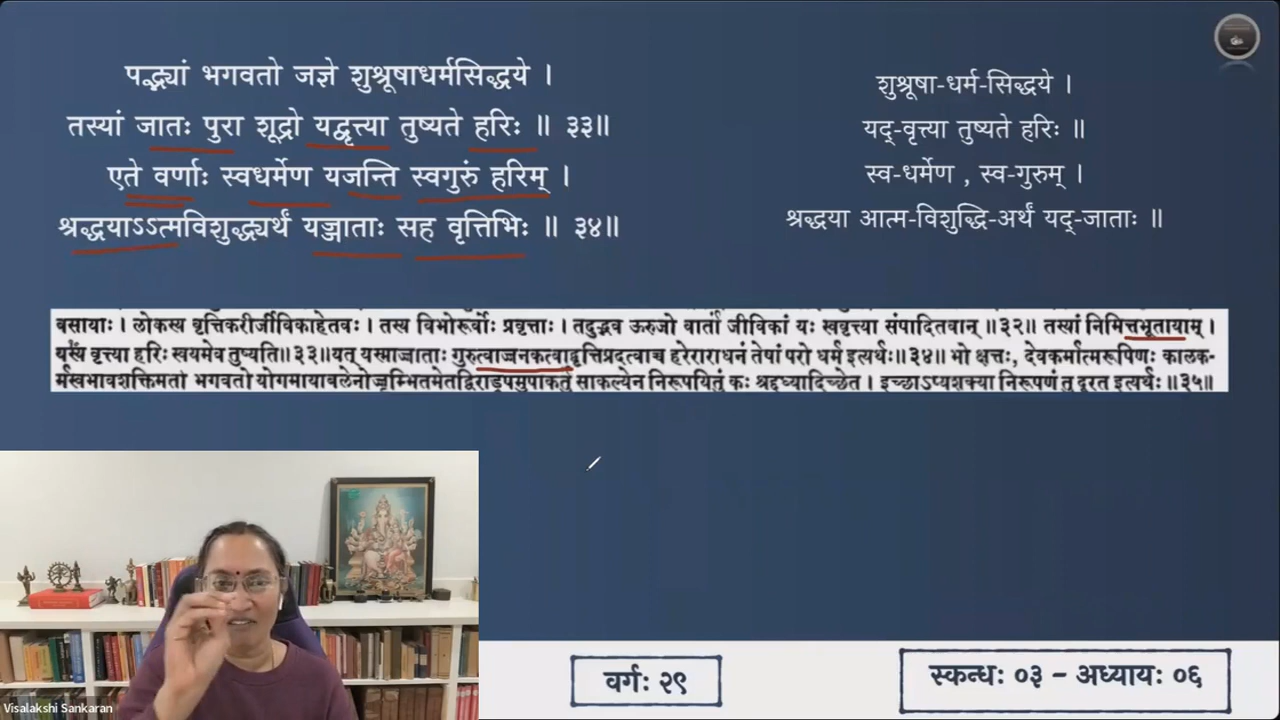 पद्भ्यां भगवतो जज्ञे शुश्रूषाधर्मसिद्धये ।
तस्यां जातः पुरा शूद्रो यद्वृत्त्या तुष्यते हरिः ॥ ३३॥
एते वर्णाः स्वधर्मेण यजन्ति स्वगुरुं हरिम् ।
श्रद्धयाऽऽत्मविशुद्ध्यर्थं यज्जाताः सह वृत्तिभिः ॥ ३४॥
शुश्रूषा-धर्म-सिद्धये ।
यद्-वृत्त्या तुष्यते हरिः ॥
स्व-धर्मेण , स्व-गुरुम् ।
श्रद्धया आत्म-विशुद्धि-अर्थं यद्-जाताः ॥
वसायाः । लोकस्य वृत्तिकरीर्जीविकाहेतवः । तस्य विभोरूर्वोः प्रवृत्ताः । तदुद्भव ऊरुजो वार्तां जीविकां यः स्ववृत्त्या संपादितवान् ॥३२॥ तस्यां निमित्तभूतायाम् ।
यस्य वृत्त्या हरिः स्वयमेव तुष्यति॥३३॥यत् यस्माज्जाताः गुरुत्वाज्जनकत्वाद्वृत्तिप्रदत्वाच्च हरेराराधनं तेषां परो धर्म इत्यर्थः॥३४॥ भो क्षत्तः, देवकर्मात्मरूपिणः कालक-
र्मस्वभावशक्तिमतो भगवतो योगमायाबलेनोज्जृम्भितमेतद्विराड्रूपमुपाकर्तुं साकल्येन निरूपयितुं कः श्रद्दध्यादिच्छेत् । इच्छाऽप्यशक्या निरूपणं तु दूरत इत्यर्थः ॥३५॥
Visalakshi Sankaran
वर्गः २९
स्कन्धः ०३ – अध्यायः ०६